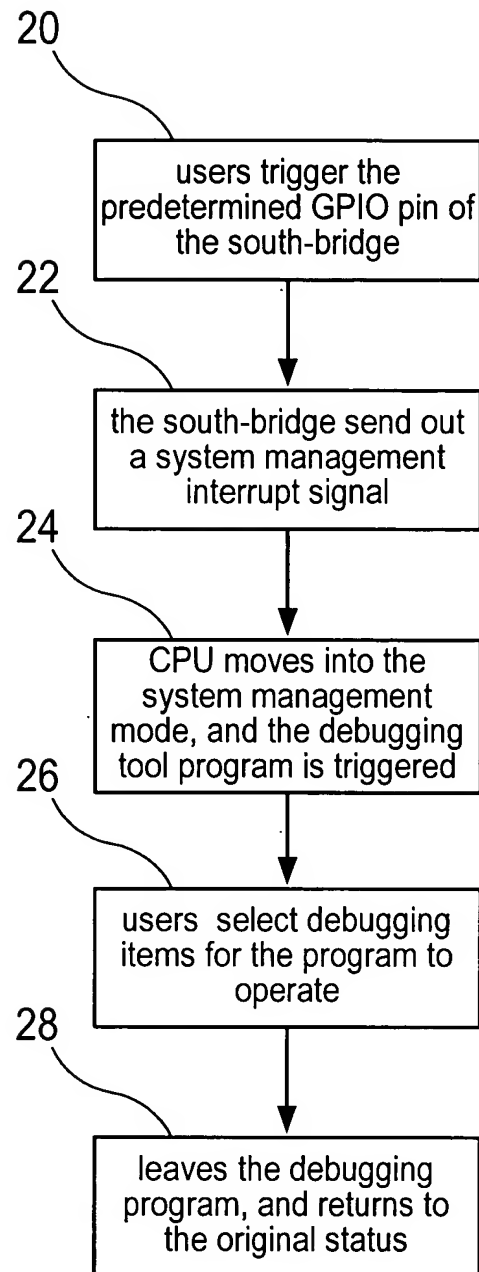 20
users trigger the
predetermined GPIO pin of
the south-bridge
22
the south-bridge send out
a system management
interrupt signal
24
CPU moves into the
system management
mode, and the debugging
tool program is triggered
26
users select debugging
items for the program to
operate
28
leaves the debugging
program, and returns to
the original status